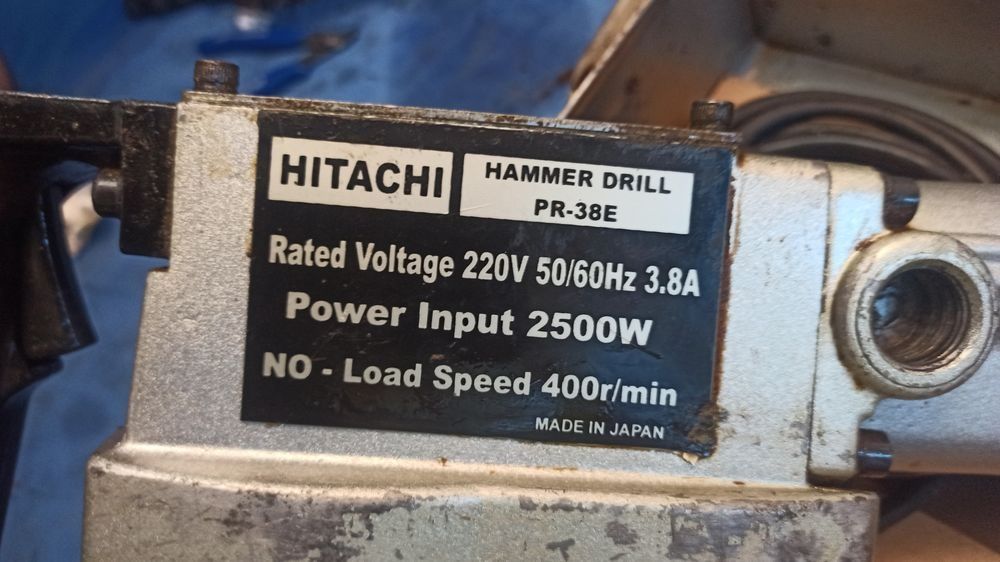 HITACHI
HAMMER DRILL
PR-38E
Rated Voltage 220V 50/60Hz 3.8A
Power Input 2500W
NO - Load Speed 400r/min
MADE IN JAPAN